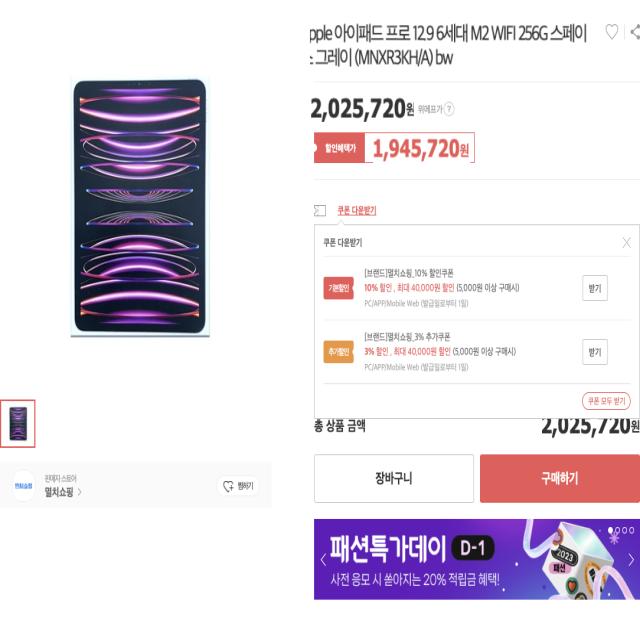 pple 아이패드 프로 12.9 6세대 M2 WIFI 256G 스페이
스 그레이 (MNXR3KH/A) bw
2,025,720원 위메프가 ?
할인혜택가 1,945,720원
쿠폰 다운받기
쿠폰 다운받기
[브랜드]멸치쇼핑_10% 할인쿠폰
기본할인 10% 할인 , 최대 40,000원 할인 (5,000원 이상 구매시) 받기
PC/APP/Mobile Web (발급일로부터 1일)
[브랜드]멸치쇼핑_3% 추가쿠폰
추가할인 3% 할인 , 최대 40,000원 할인 (5,000원 이상 구매시) 받기
PC/APP/Mobile Web (발급일로부터 1일)
쿠폰 모두 받기
총 상품 금액 2,025,720원
장바구니 구매하기
멸치쇼핑 판매자 스토어
멸치쇼핑 > 찜하기
패션특가데이 D-1
사전 응모 시 쏟아지는 20% 적립금 혜택!
2023
패션